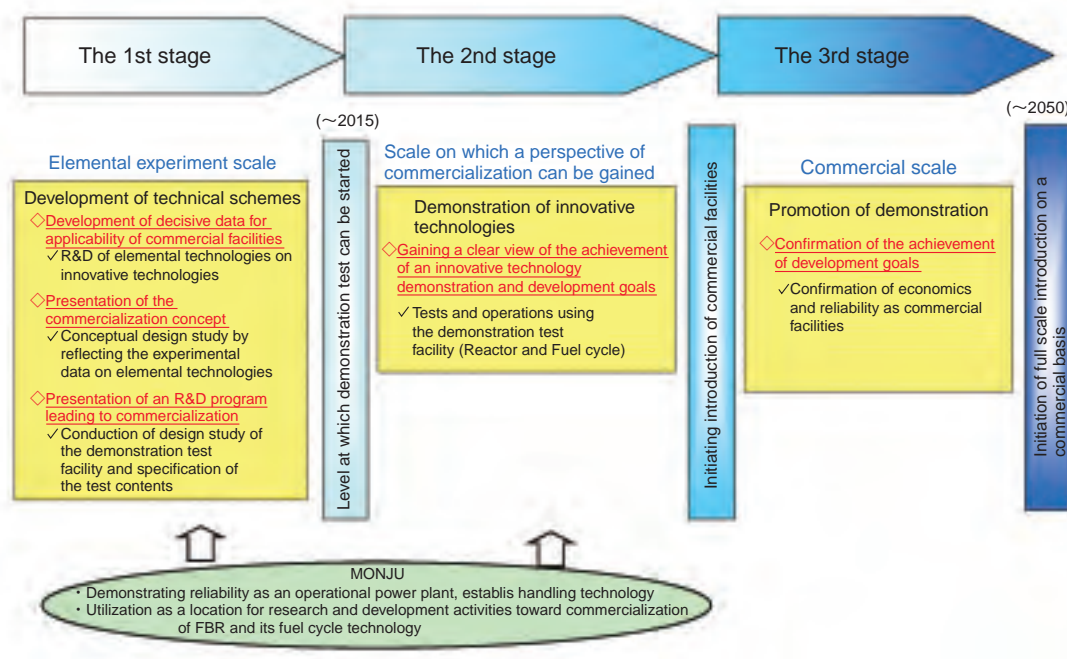 The 1st stage
The 2nd stage
The 3rd stage
(～2015)
(～2050)
Elemental experiment scale
Development of technical schemes
◇Development of decisive data for
applicability of commercial facilities
✓R&D of elemental technologies on
innovative technologies
◇Presentation of the
commercialization concept
✓Conceptual design study by
reflecting the experimental
data on elemental technologies
◇Presentation of an R&D program
leading to commercialization
✓Conduction of design study of
the demonstration test
facility and specification of
the test contents
Level at which demonstration test can be started
Scale on which a perspective of
commercialization can be gained
Demonstration of innovative
technologies
◇Gaining a clear view of the achievement
of an innovative technology
demonstration and development goals
✓Tests and operations using
the demonstration test
facility (Reactor and Fuel cycle)
Initiating introduction of commercial facilities
Commercial scale
Promotion of demonstration
◇Confirmation of the achievement
of development goals
✓Confirmation of economics
and reliability as commercial
facilities
Initiation of full scale introduction on a
commercial basis
MONJU
・Demonstrating reliability as an operational power plant, establis handling technology
・Utilization as a location for research and development activities toward commercialization
of FBR and its fuel cycle technology